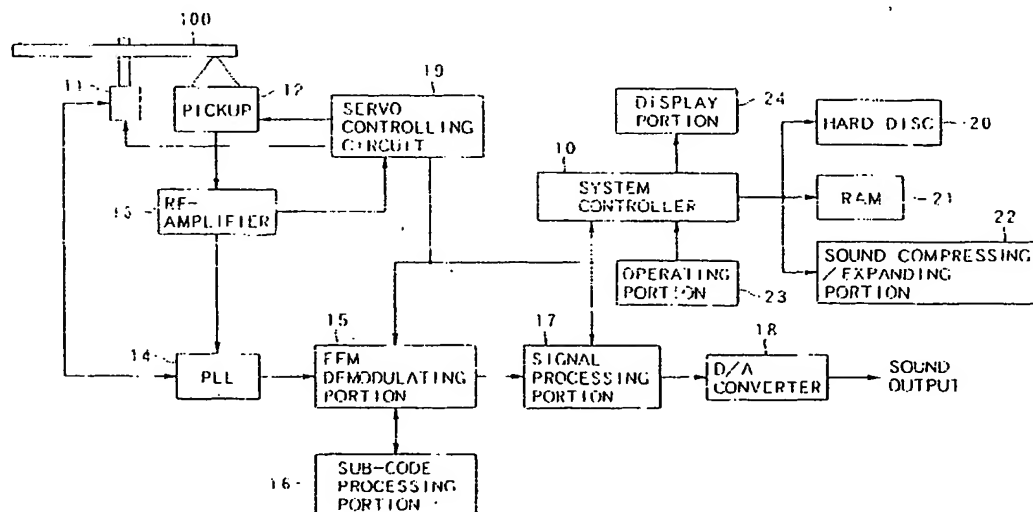 100
11
PICKUP
12
SERVO
CONTROLLING
CIRCUIT
19
13
RF-
AMPLIFIER
14
PLL
15
EFM
DEMODULATING
PORTION
16
SUB-CODE
PROCESSING
PORTION
10
SYSTEM
CONTROLLER
DISPLAY
PORTION
24
HARD DISC
20
RAM
21
22
SOUND COMPRESSING
/EXPANDING
PORTION
OPERATING
PORTION
23
17
SIGNAL
PROCESSING
PORTION
18
D/A
CONVERTER
SOUND
OUTPUT